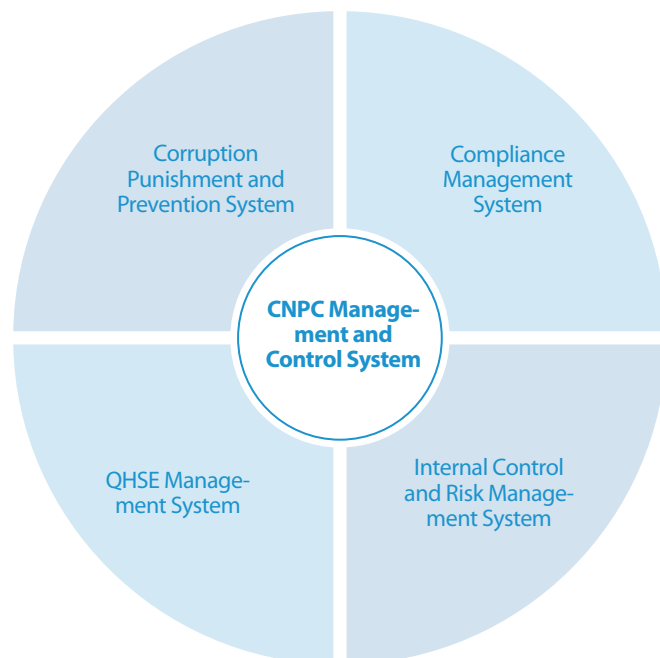 Corruption
Punishment and
Prevention System
Compliance
Management
System
CNPC Manage-
ment and
Control System
QHSE Manage-
ment System
Internal Control
and Risk Manage-
ment System